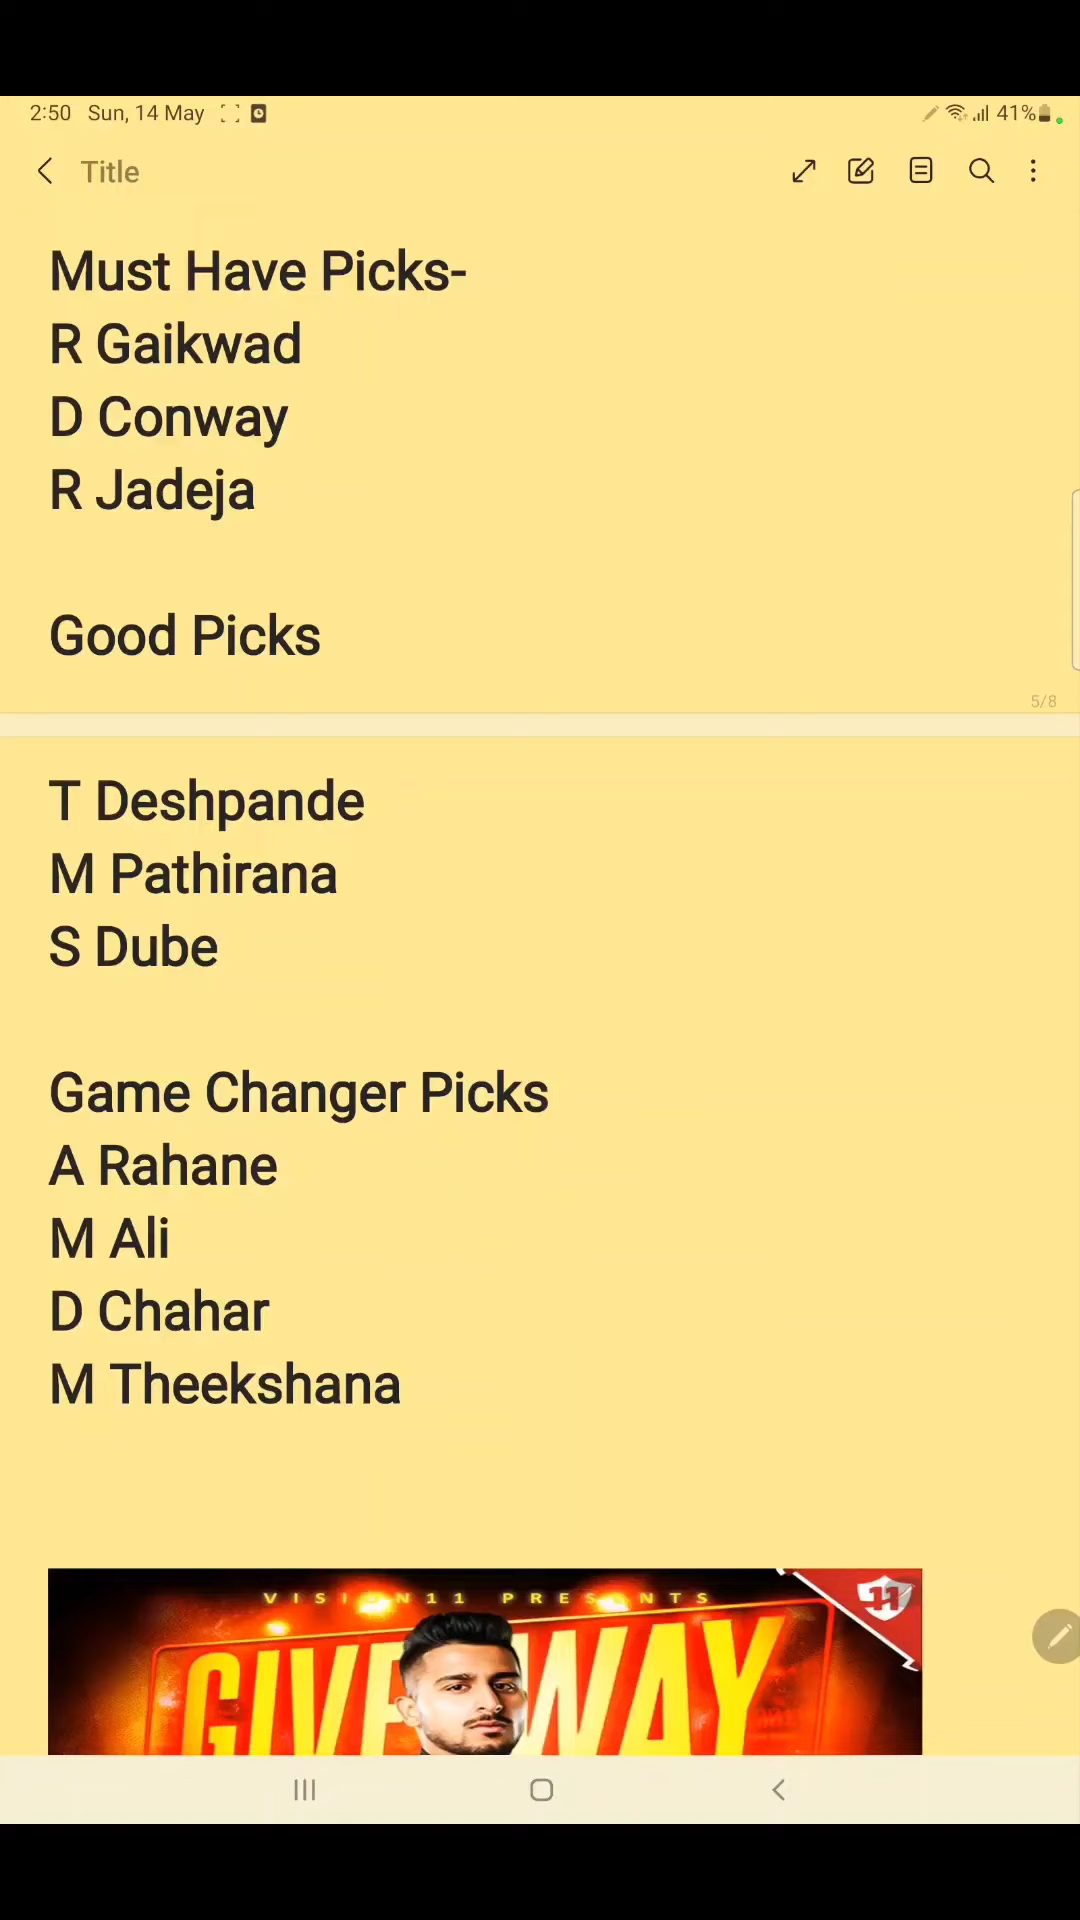 2:50 Sun, 14 May 41%
Title
Must Have Picks-
R Gaikwad
D Conway
R Jadeja
Good Picks
5/8
T Deshpande
M Pathirana
S Dube
Game Changer Picks
A Rahane
M Ali
D Chahar
M Theekshana
VISION11 PRESENTS
11
GIVEAWAY